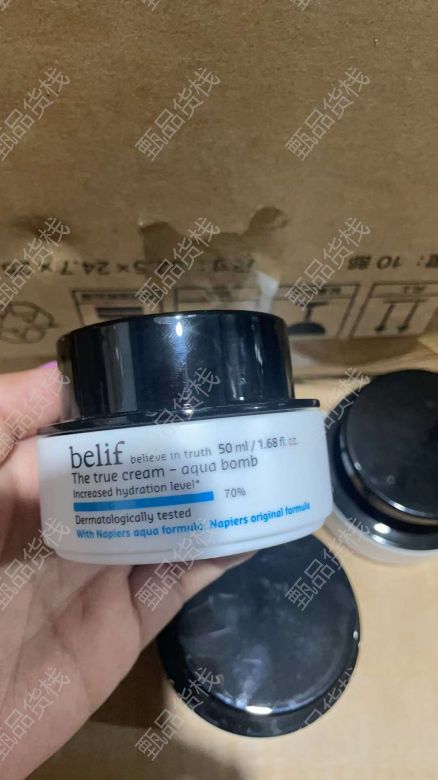 甄品货栈
belif believe in truth 50 ml / 1.68 fl. oz.
The true cream – aqua bomb
Increased hydration level*
70%
Dermatologically tested
With Napiers aqua formula: Napiers original formula